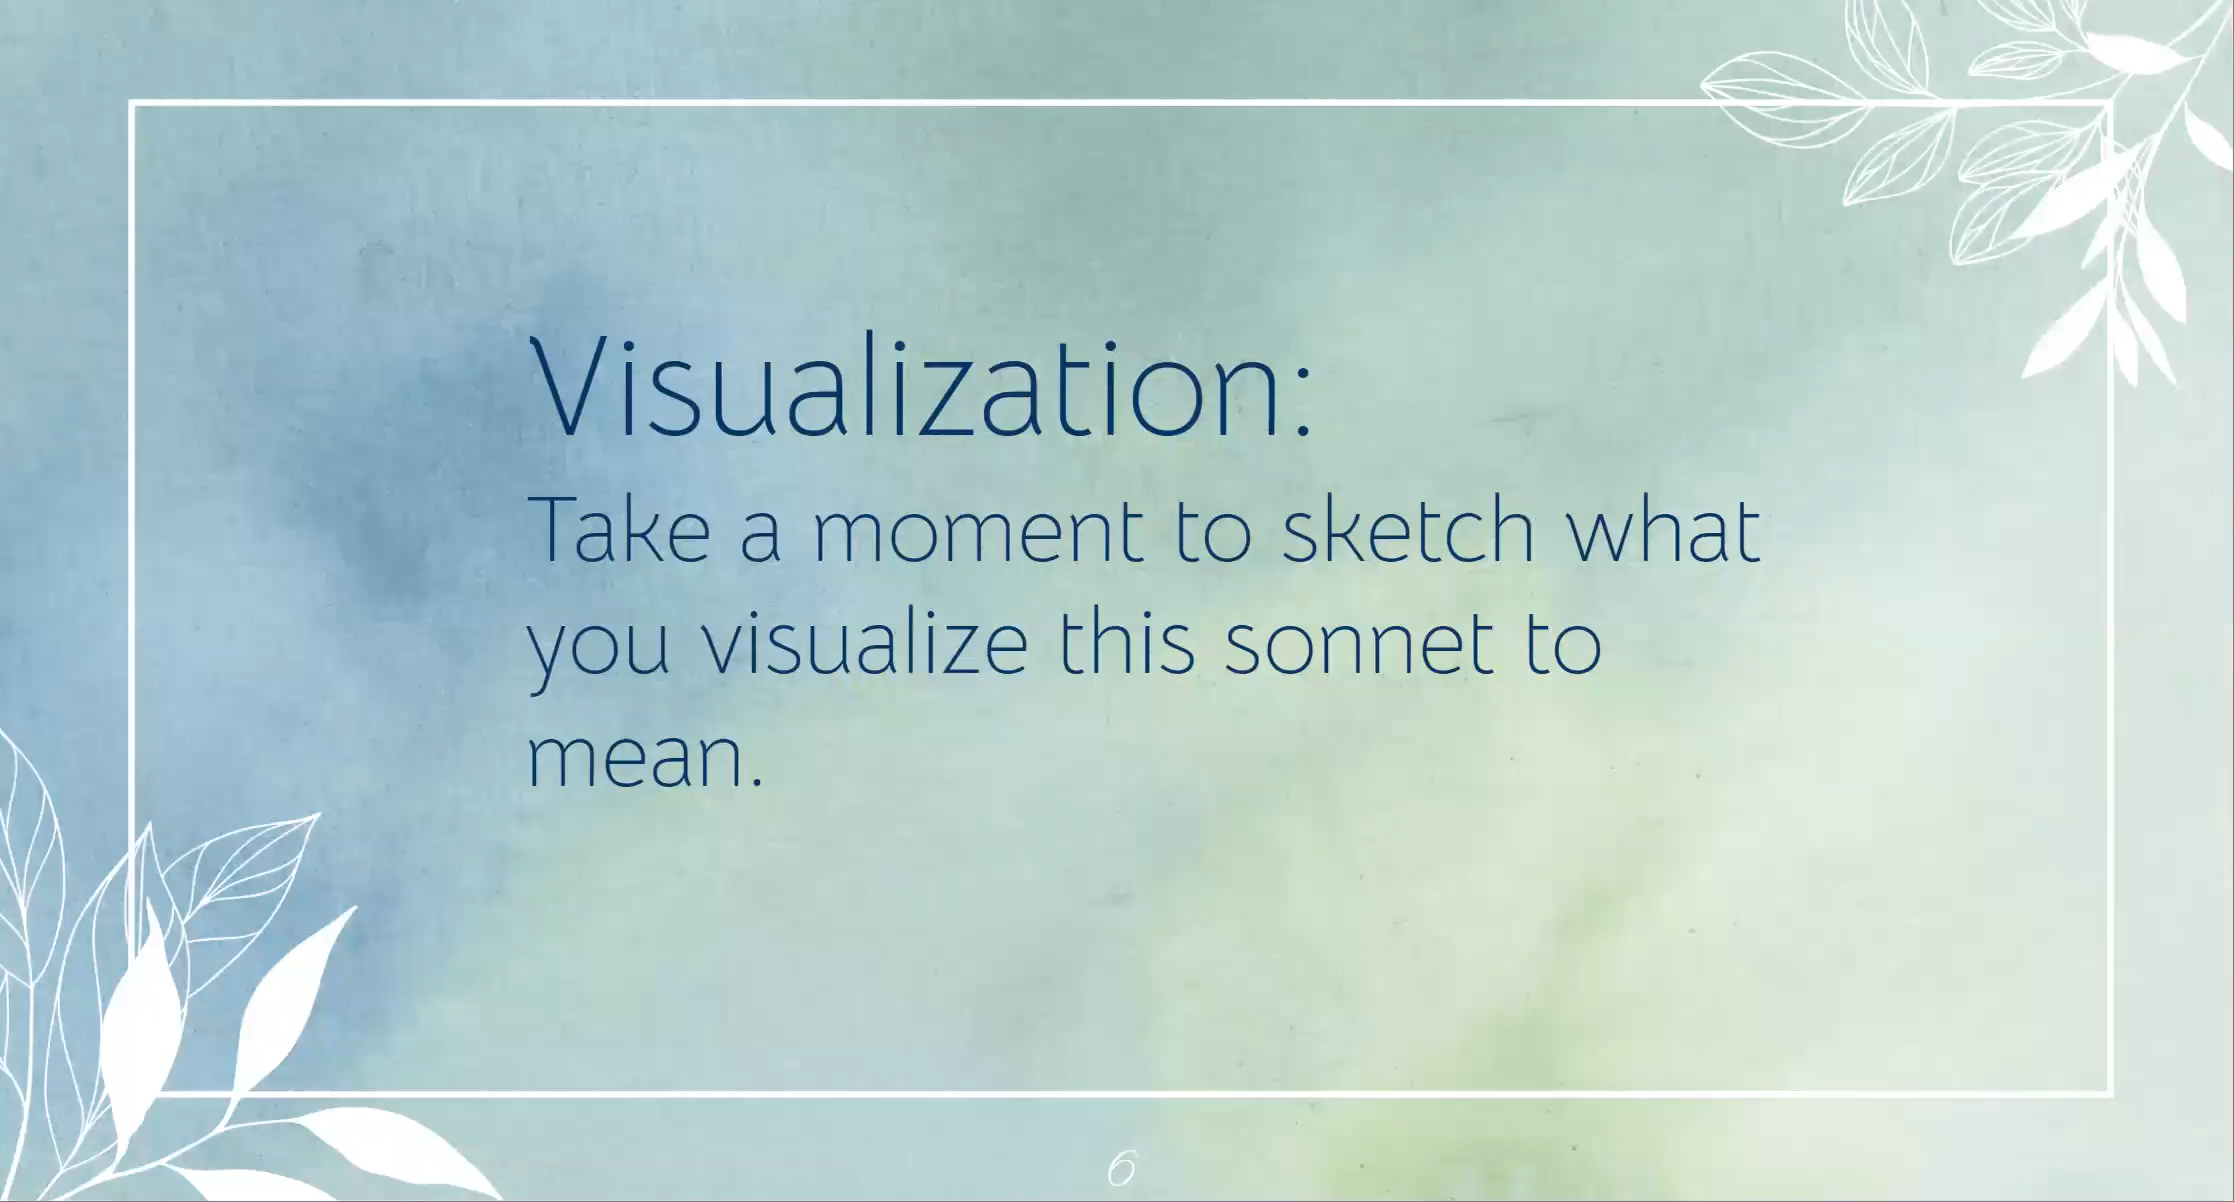 Visualization:
Take a moment to sketch what
you visualize this sonnet to
mean.
6